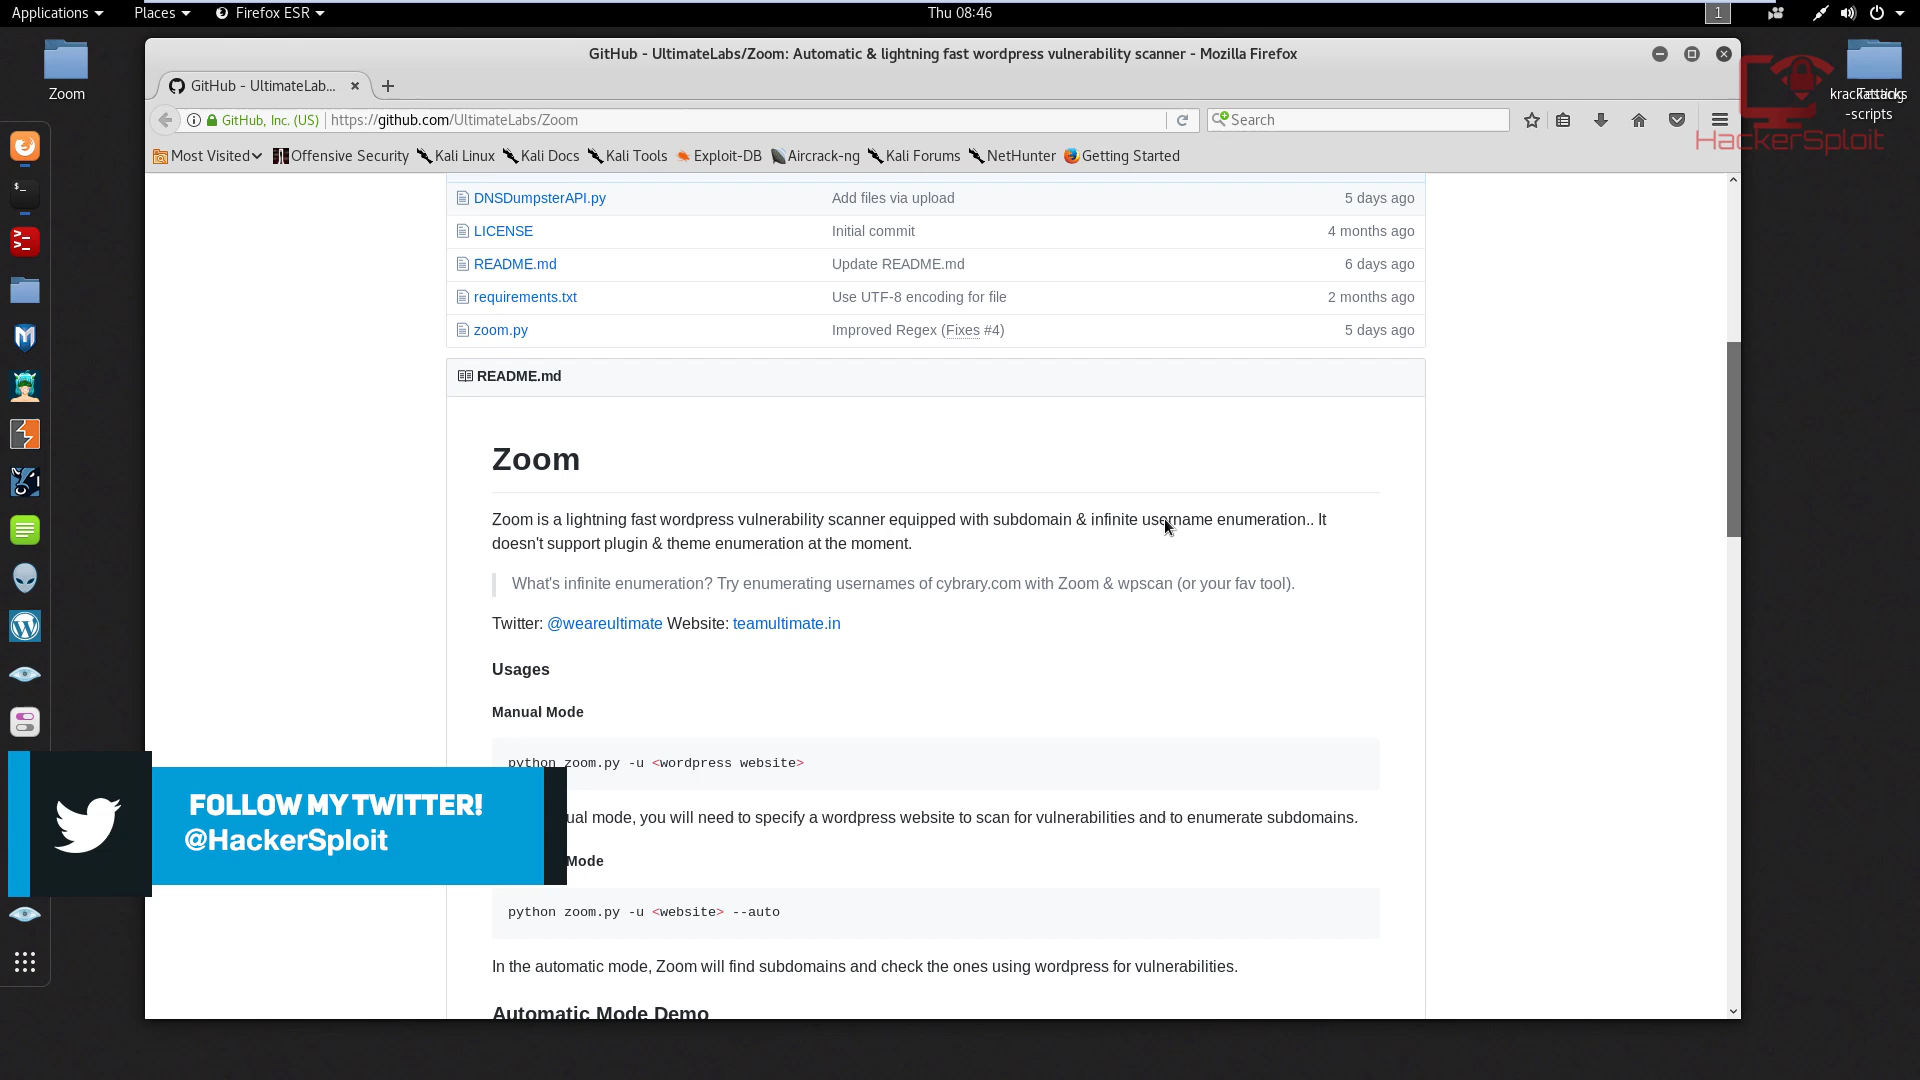 Applications Places Firefox ESR Thu 08:46 1
Zoom
GitHub - UltimateLabs/Zoom: Automatic & lightning fast wordpress vulnerability scanner - Mozilla Firefox
GitHub - UltimateLab...
GitHub, Inc. (US) https://github.com/UltimateLabs/Zoom Search
Most Visited Offensive Security Kali Linux Kali Docs Kali Tools Exploit-DB Aircrack-ng Kali Forums NetHunter Getting Started
-scripts
HackerSploit
DNSDumpsterAPI.py Add files via upload 5 days ago
LICENSE Initial commit 4 months ago
README.md Update README.md 6 days ago
requirements.txt Use UTF-8 encoding for file 2 months ago
zoom.py Improved Regex (Fixes #4) 5 days ago
README.md
Zoom
Zoom is a lightning fast wordpress vulnerability scanner equipped with subdomain & infinite username enumeration.. It
doesn't support plugin & theme enumeration at the moment.
What's infinite enumeration? Try enumerating usernames of cybrary.com with Zoom & wpscan (or your fav tool).
Twitter: @weareultimate Website: teamultimate.in
Usages
Manual Mode
python zoom.py -u <wordpress website>
mode, you will need to specify a wordpress website to scan for vulnerabilities and to enumerate subdomains.
Mode
python zoom.py -u <website> --auto
In the automatic mode, Zoom will find subdomains and check the ones using wordpress for vulnerabilities.
Automatic Mode Demo
FOLLOW MY TWITTER!
@HackerSploit